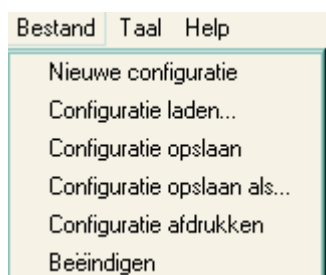 Bestand Taal Help
Nieuwe configuratie
Configuratie laden...
Configuratie opslaan
Configuratie opslaan als...
Configuratie afdrukken
Beëindigen